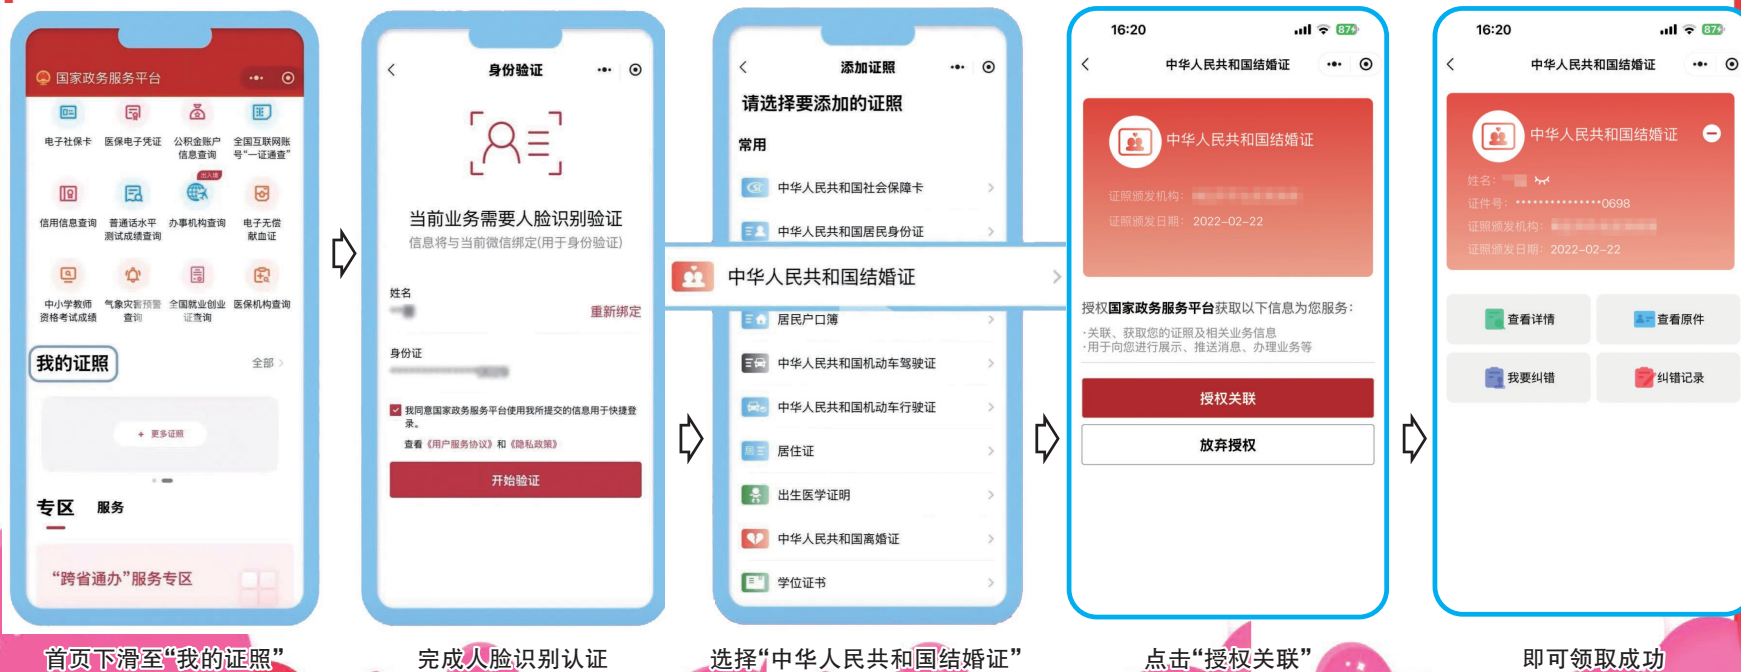 国家政务服务平台
电子社保卡
医保电子凭证
公积金账户
信息查询
全国互联网账
号“一证通查”
出入境
信用信息查询
普通话水平
测试成绩查询
办事机构查询
电子无偿
献血证
中小学教师
资格考试成绩
气象灾害预警
查询
全国就业创业
证查询
医保机构查询
我的证照
全部
+ 更多证照
专区
服务
“跨省通办”服务专区
首页下滑至“我的证照”
身份验证
当前业务需要人脸识别验证
信息将与当前微信绑定(用于身份验证)
姓名
重新绑定
身份证
我同意国家政务服务平台使用我所提交的信息用于快捷登
录。
查看《用户服务协议》和《隐私政策》
开始验证
完成人脸识别认证
添加证照
请选择要添加的证照
常用
中华人民共和国社会保障卡
中华人民共和国居民身份证
中华人民共和国结婚证
居民户口簿
中华人民共和国机动车驾驶证
中华人民共和国机动车行驶证
居住证
出生医学证明
中华人民共和国离婚证
学位证书
选择“中华人民共和国结婚证”
16:20
87
中华人民共和国结婚证
中华人民共和国结婚证
证照颁发机构:
证照颁发日期: 2022-02-22
授权国家政务服务平台获取以下信息为您服务:
·关联、获取您的证照及相关业务信息
·用于向您进行展示、推送消息、办理业务等
授权关联
放弃授权
点击“授权关联”
16:20
87
中华人民共和国结婚证
中华人民共和国结婚证
姓名:
证件号: ***************0698
证照颁发机构:
证照颁发日期: 2022-02-22
查看详情
查看原件
我要纠错
纠错记录
即可领取成功